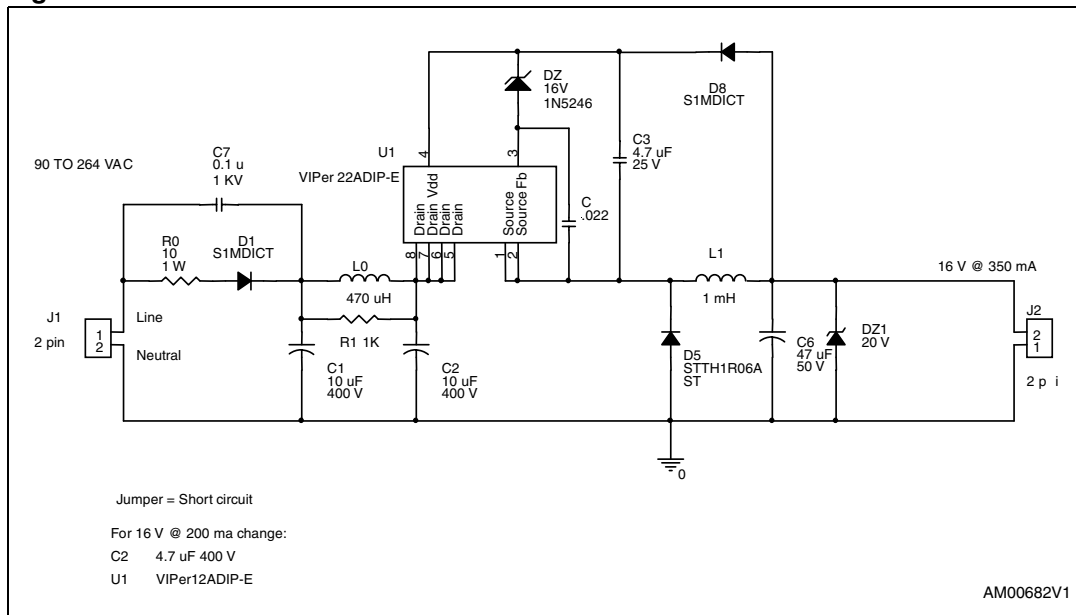 DZ
16V
1N5246
D8
S1MDICT
C3
4.7 uF
25 V
C7
0.1 u
1 KV
90 TO 264 VAC
U1
VIPer 22ADIP-E
4
3
Vdd
Fb
Drain
Drain
Drain
Drain
Source
Source
8
7
6
5
1
2
C
.022
R0
10
1 W
D1
S1MDICT
L0
470 uH
L1
1 mH
16 V @ 350 mA
J1
2 pin
1
2
Line
Neutral
R1 1K
C1
10 uF
400 V
C2
10 uF
400 V
D5
STTH1R06A
ST
C6
47 uF
50 V
DZ1
20 V
J2
2
1
2 p i
0
Jumper = Short circuit
For 16 V @ 200 ma change:
C2 4.7 uF 400 V
U1 VIPer12ADIP-E
AM00682V1